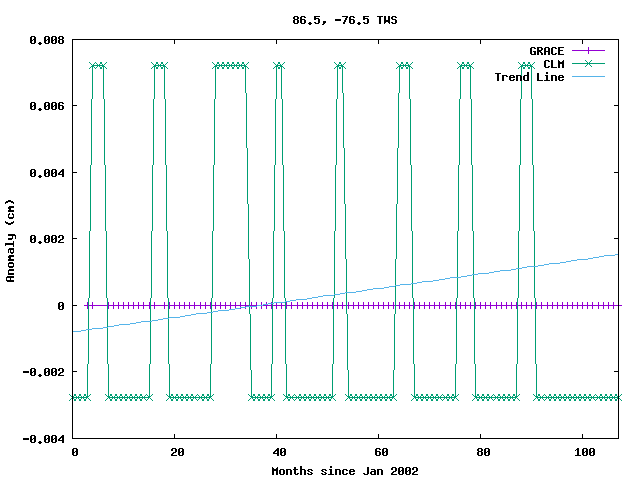 86.5, -76.5 TWS
0.008
0.006
0.004
0.002
0
-0.002
-0.004
Anomaly (cm)
GRACE
CLM
Trend Line
0 20 40 60 80 100
Months since Jan 2002